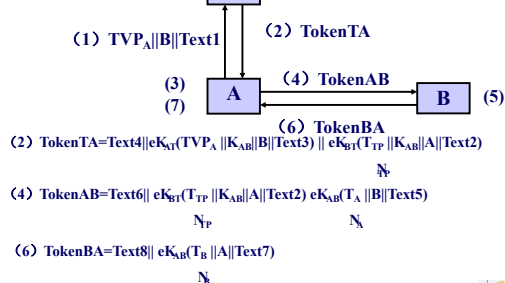 （1）TVPA||B||Text1
（2）TokenTA
(3)
(7)
A
（4）TokenAB
B
(5)
（6）TokenBA
（2）TokenTA=Text4||eKAT(TVPA ||KAB||B||Text3) || eKBT(TTP ||KAB||A||Text2)
NTP
（4）TokenAB=Text6|| eKBT(TTP ||KAB||A||Text2) eKAB(TA ||B||Text5)
NTP NA
（6）TokenBA=Text8|| eKAB(TB ||A||Text7)
NB